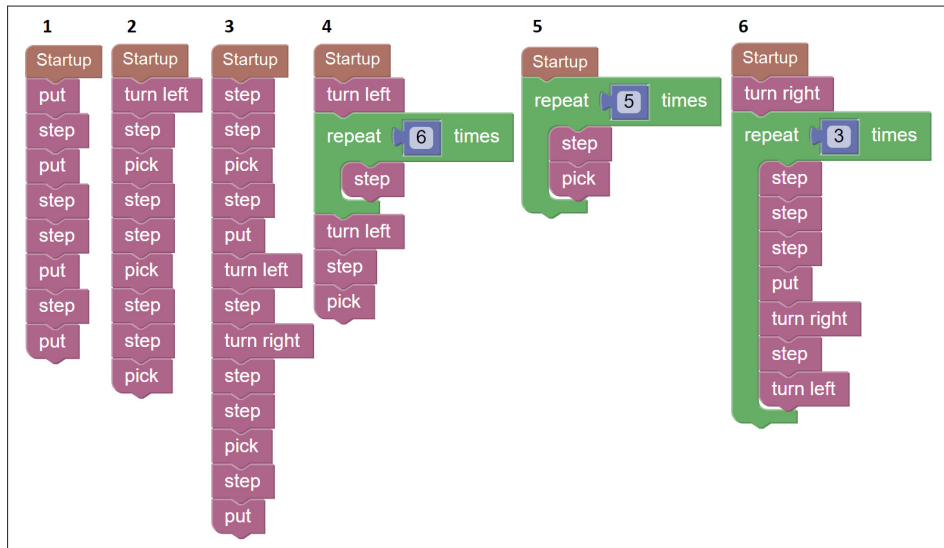 1
Startup
put
step
put
step
step
put
step
put
2
Startup
turn left
step
pick
step
step
pick
step
step
pick
3
Startup
step
step
pick
step
put
turn left
step
turn right
step
step
pick
step
put
4
Startup
turn left
repeat 6 times
step
turn left
step
pick
5
Startup
repeat 5 times
step
pick
6
Startup
turn right
repeat 3 times
step
step
step
put
turn right
step
turn left